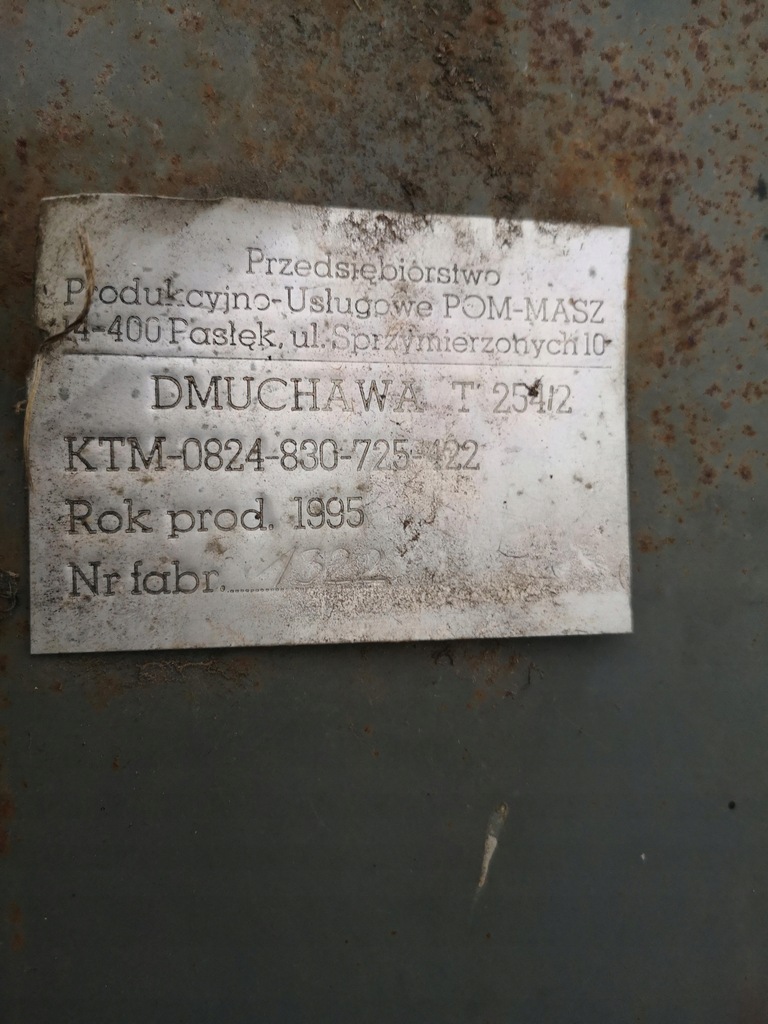 Przedsiębiorstwo
Produkcyjno-Usługowe POM-MASZ
14-400 Pasłęk, ul. Sprzymierzonych 10
DMUCHAWA T 254/2
KTM-0824-830-725-422
Rok prod. 1995
Nr fabr. 1322